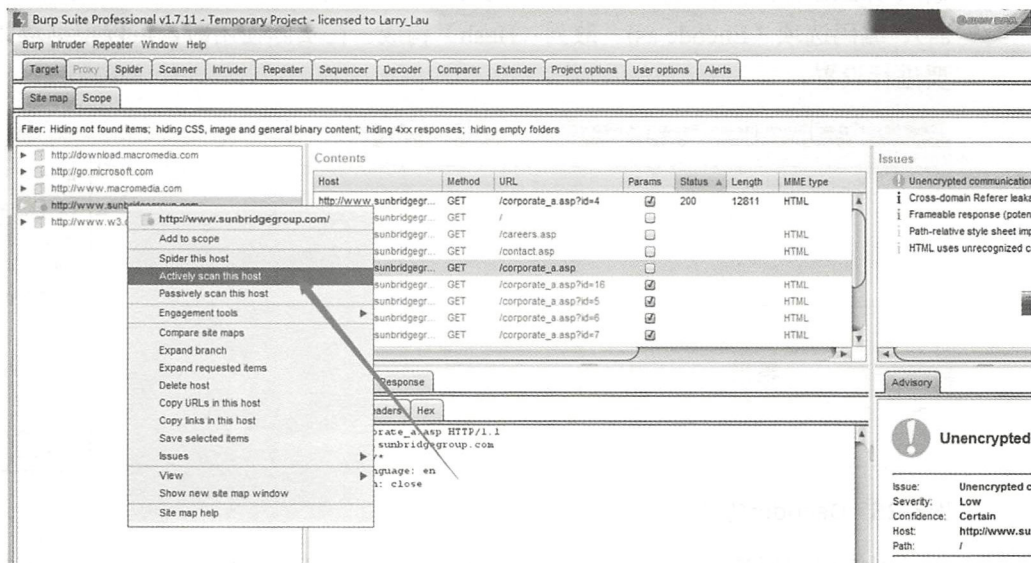 Burp Suite Professional v1.7.11 - Temporary Project - licensed to Larry_Lau
Burp Intruder Repeater Window Help
Target Proxy Spider Scanner Intruder Repeater Sequencer Decoder Comparer Extender Project options User options Alerts
Site map Scope
Filter: Hiding not found items; hiding CSS, image and general binary content; hiding 4xx responses; hiding empty folders
http://download.macromedia.com
http://go.microsoft.com
http://www.macromedia.com
http://www.sunbridgegroup.com
http://www.w3.
http://www.sunbridgegroup.com/
Add to scope
Spider this host
Actively scan this host
Passively scan this host
Engagement tools
Compare site maps
Expand branch
Expand requested items
Delete host
Copy URLs in this host
Copy links in this host
Save selected items
Issues
View
Show new site map window
Site map help
Contents
Host Method URL Params Status Length MIME type
http://www.sunbridgegr... GET /corporate_a.asp?id=4 200 12811 HTML
sunbridgegr... GET /
sunbridgegr... GET /careers.asp HTML
sunbridgegr... GET /contact.asp HTML
sunbridgegr... GET /corporate_a.asp
sunbridgegr... GET /corporate_a.asp?id=16 HTML
sunbridgegr... GET /corporate_a.asp?id=5 HTML
sunbridgegr... GET /corporate_a.asp?id=6 HTML
sunbridgegr... GET /corporate_a.asp?id=7 HTML
Response
aders Hex
orate_a.asp HTTP/1.1
sunbridgegroup.com
/*
nguage: en
n: close
Issues
Unencrypted communication
Cross-domain Referer leaka
Frameable response (poten
Path-relative style sheet imp
HTML uses unrecognized c
Advisory
Unencrypted
Issue: Unencrypted c
Severity: Low
Confidence: Certain
Host: http://www.su
Path: /